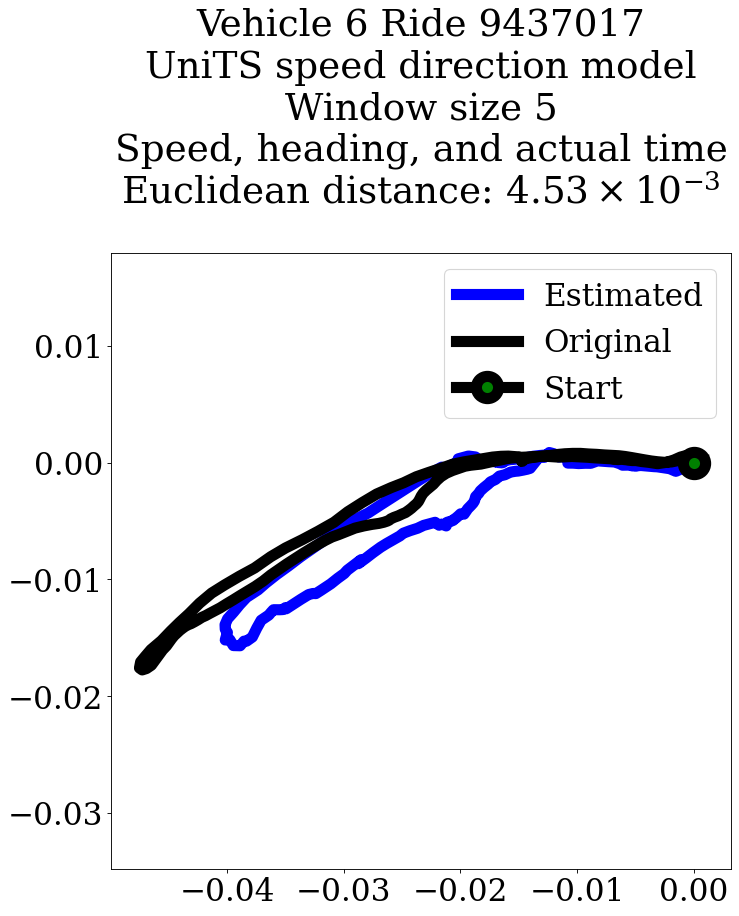 Vehicle 6 Ride 9437017
UniTS speed direction model
Window size 5
Speed, heading, and actual time
Euclidean distance: 4.53 × 10⁻³
Estimated
Original
Start
0.01
0.00
−0.01
−0.02
−0.03
−0.04 −0.03 −0.02 −0.01 0.00